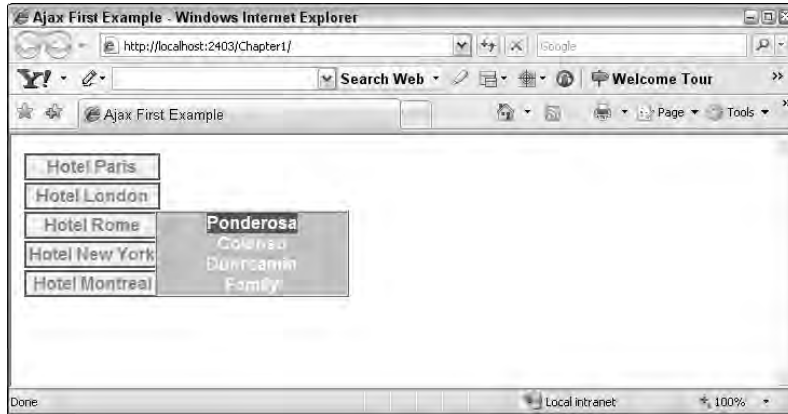 Ajax First Example - Windows Internet Explorer
http://localhost:2403/Chapter1/
Google
Y!
Search Web
Welcome Tour
Ajax First Example
Page
Tools
Hotel Paris
Hotel London
Hotel Rome
Ponderosa
Hotel New York
Hotel Montreal
Family
Done
Local intranet
100%